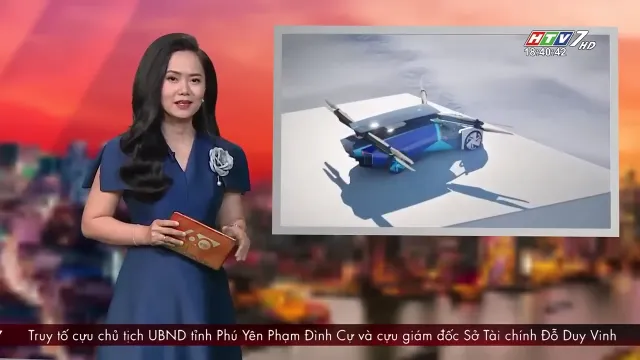 HTV7 HD
18:40:42
7 Truy tố cựu chủ tịch UBND tỉnh Phú Yên Phạm Đình Cự và cựu giám đốc Sở Tài chính Đỗ Duy Vinh